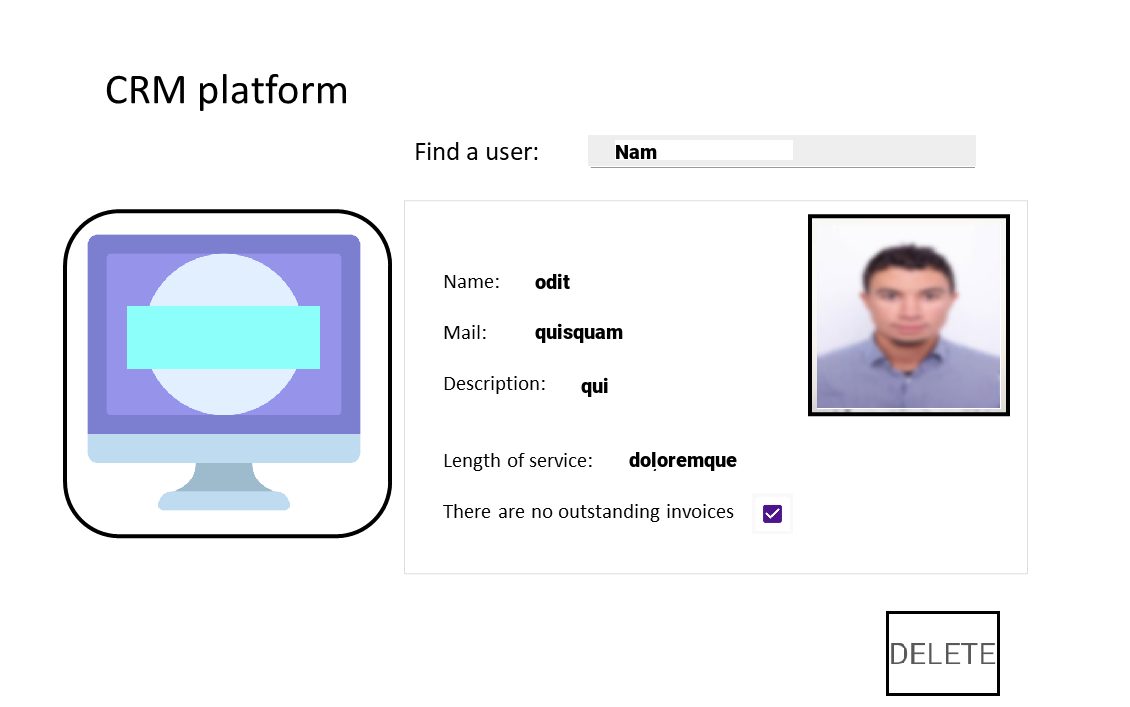 CRM platform
Find a user: Nam
Name: odit
Mail: quisquam
Description: qui
Length of service: doloremque
There are no outstanding invoices
DELETE